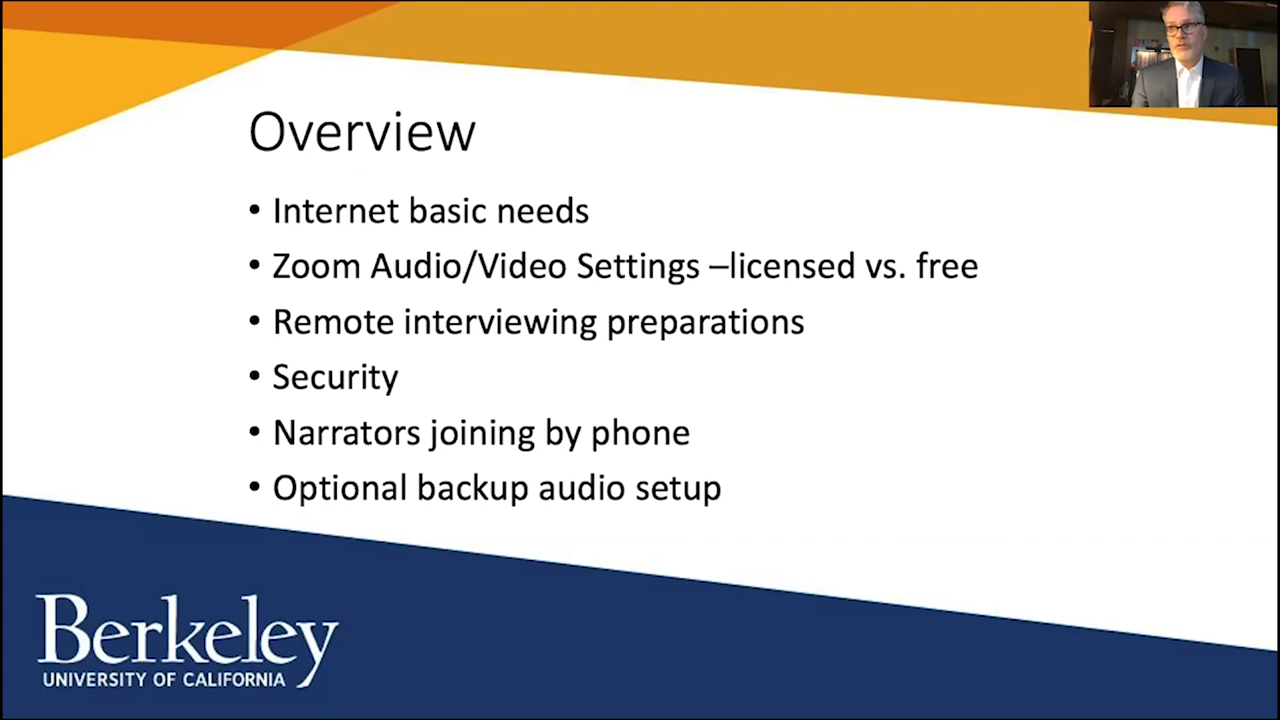 Overview
• Internet basic needs
• Zoom Audio/Video Settings –licensed vs. free
• Remote interviewing preparations
• Security
• Narrators joining by phone
• Optional backup audio setup
Berkeley
UNIVERSITY OF CALIFORNIA